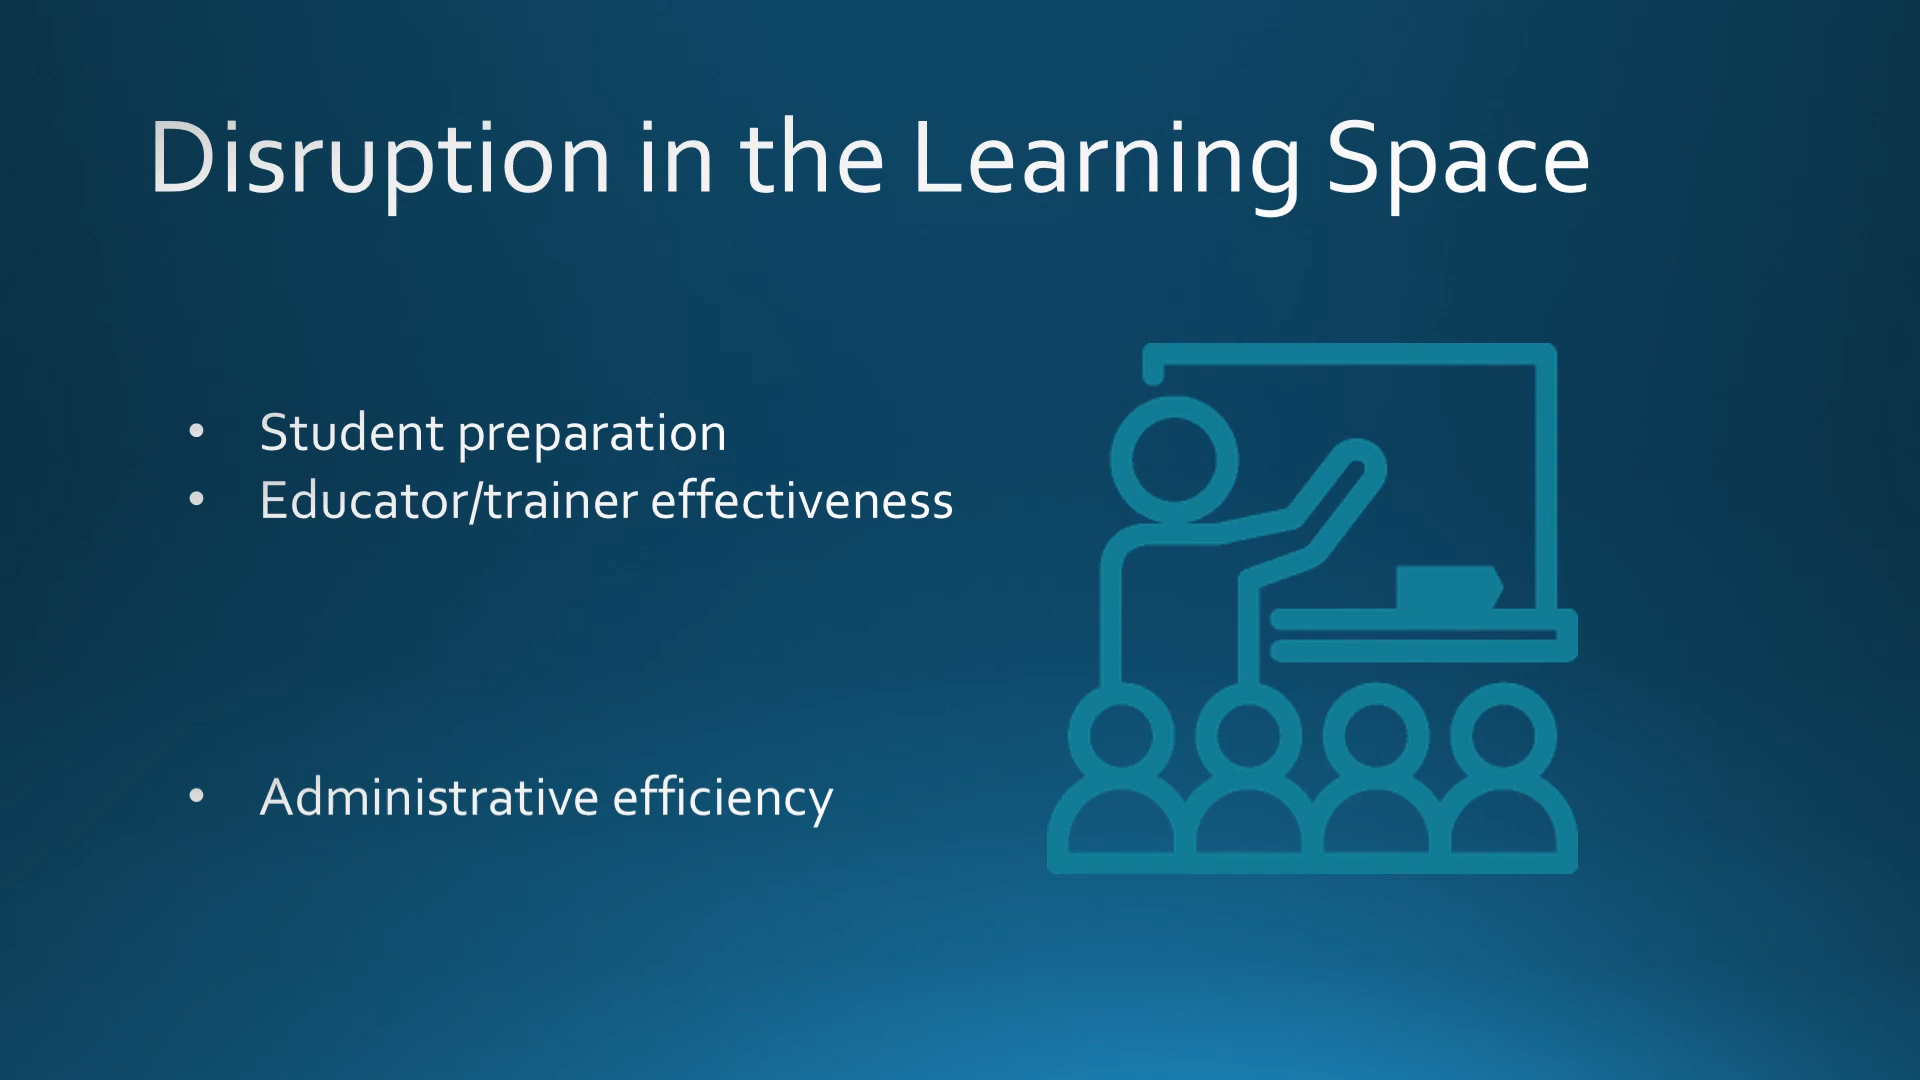 Disruption in the Learning Space
• Student preparation
• Educator/trainer effectiveness
• Administrative efficiency